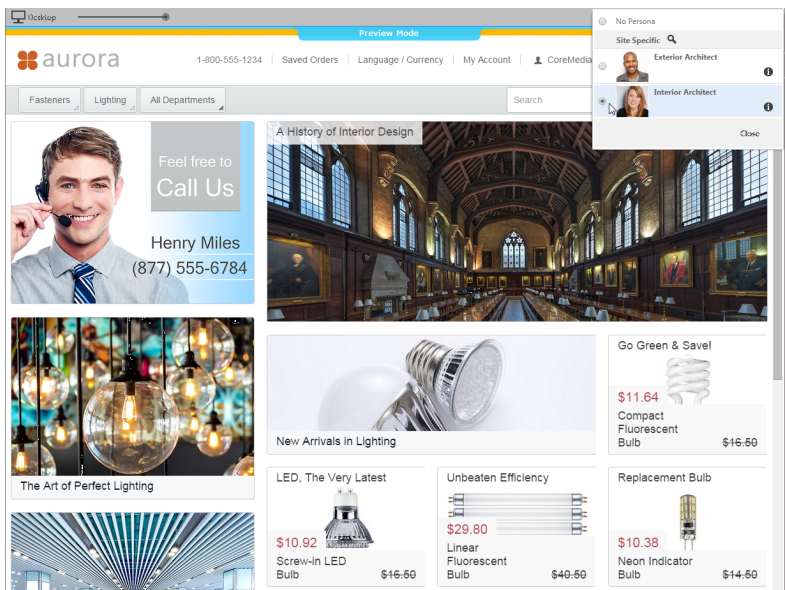 Desktop
Preview Mode
No Persona
Site Specific
Exterior Architect
Interior Architect
Close
aurora
1-800-555-1234
Saved Orders
Language / Currency
My Account
CoreMedia
Fasteners
Lighting
All Departments
Search
Feel free to
Call Us
Henry Miles
(877) 555-6784
A History of Interior Design
The Art of Perfect Lighting
New Arrivals in Lighting
Go Green & Save!
$11.64
Compact
Fluorescent
Bulb
$16.50
LED, The Very Latest
$10.92
Screw-in LED
Bulb
$16.50
Unbeaten Efficiency
$29.80
Linear
Fluorescent
Bulb
$40.50
Replacement Bulb
$10.38
Neon Indicator
Bulb
$14.50